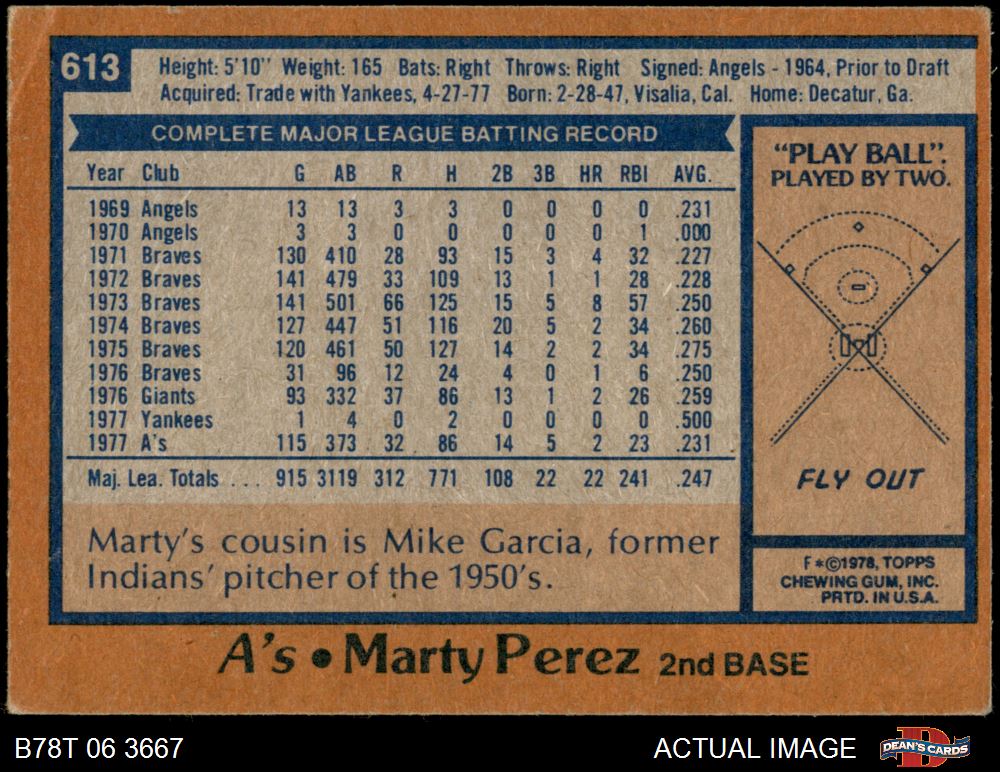 613
Height: 5'10" Weight: 165 Bats: Right Throws: Right Signed: Angels - 1964, Prior to Draft
Acquired: Trade with Yankees, 4-27-77 Born: 2-28-47, Visalia, Cal. Home: Decatur, Ga.
COMPLETE MAJOR LEAGUE BATTING RECORD
Year Club G AB R H 2B 3B HR RBI AVG.
1969 Angels 13 13 3 3 0 0 0 0 .231
1970 Angels 3 3 0 0 0 0 0 1 .000
1971 Braves 130 410 28 93 15 3 4 32 .227
1972 Braves 141 479 33 109 13 1 1 28 .228
1973 Braves 141 501 66 125 15 5 8 57 .250
1974 Braves 127 447 51 116 20 5 2 34 .260
1975 Braves 120 461 50 127 14 2 2 34 .275
1976 Braves 31 96 12 24 4 0 1 6 .250
1976 Giants 93 332 37 86 13 1 2 26 .259
1977 Yankees 1 4 0 2 0 0 0 0 .500
1977 A's 115 373 32 86 14 5 2 23 .231
Maj. Lea. Totals ... 915 3119 312 771 108 22 22 241 .247
Marty's cousin is Mike Garcia, former
Indians' pitcher of the 1950's.
"PLAY BALL".
PLAYED BY TWO.
FLY OUT
F*©1978, TOPPS
CHEWING GUM, INC.
PRTD. IN U.S.A.
A's • Marty Perez 2nd BASE
B78T 06 3667 ACTUAL IMAGE
D
DEAN'S CARDS